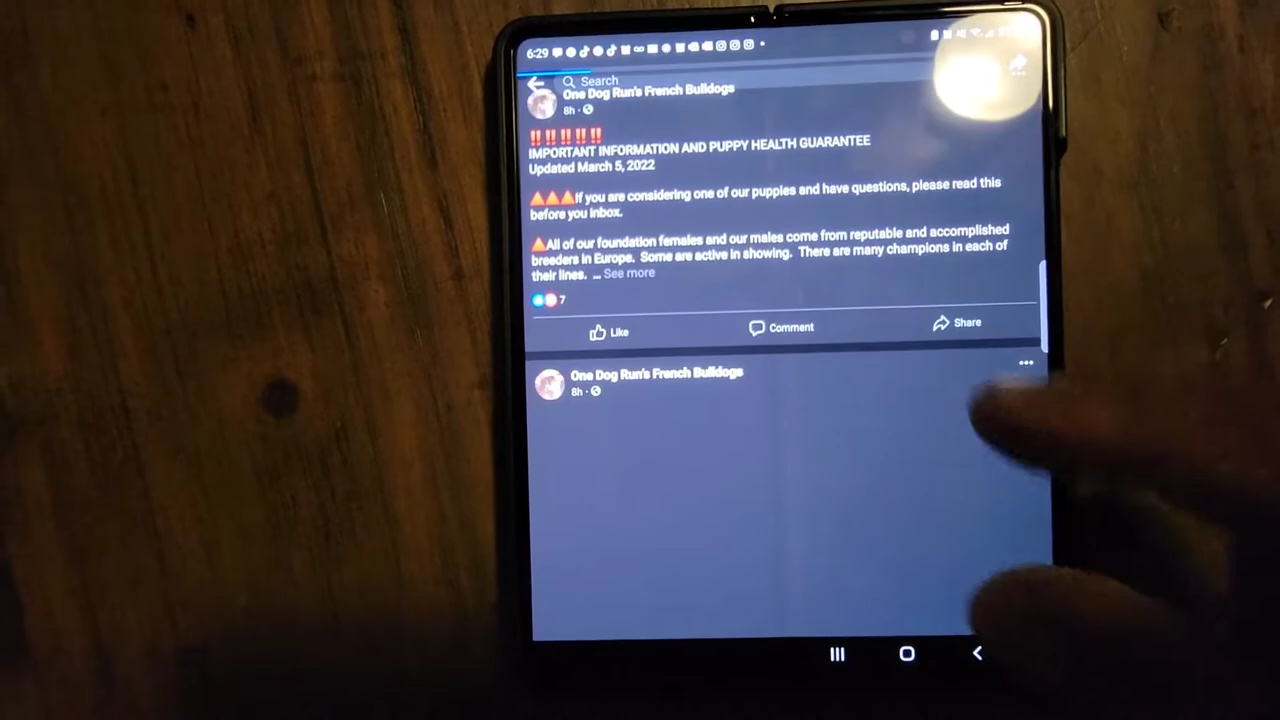 6:29
Search
One Dog Run's French Bulldogs
8h ·
‼️‼️‼️‼️‼️
IMPORTANT INFORMATION AND PUPPY HEALTH GUARANTEE
Updated March 5, 2022
🔺🔺🔺If you are considering one of our puppies and have questions, please read this
before you inbox.
🔺All of our foundation females and our males come from reputable and accomplished
breeders in Europe. Some are active in showing. There are many champions in each of
their lines. ... See more
7
Like Comment Share
One Dog Run's French Bulldogs
8h ·